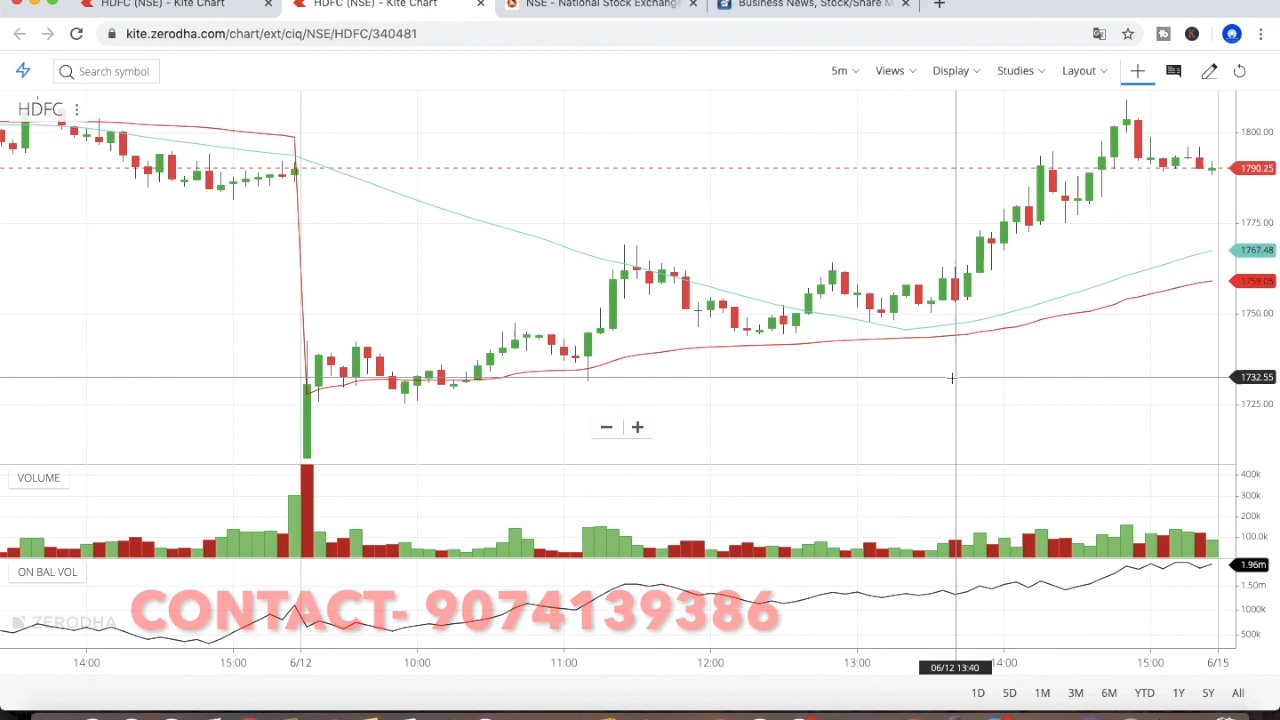 HDFC (NSE) - Kite Chart
HDFC (NSE) - Kite Chart
NSE - National Stock Exchange
Business News, Stock/Share M
kite.zerodha.com/chart/ext/ciq/NSE/HDFC/340481
Search symbol
5m
Views
Display
Studies
Layout
HDFC
1800.00
1790.25
1775.00
1767.48
1759.05
1750.00
1732.55
1725.00
VOLUME
400k
300k
200k
100.0k
ON BAL VOL
1.96m
1.50m
1000k
500k
ZERODHA
CONTACT- 9074139386
14:00
15:00
6/12
10:00
11:00
12:00
13:00
06/12 13:40
14:00
15:00
6/15
1D
5D
1M
3M
6M
YTD
1Y
5Y
All